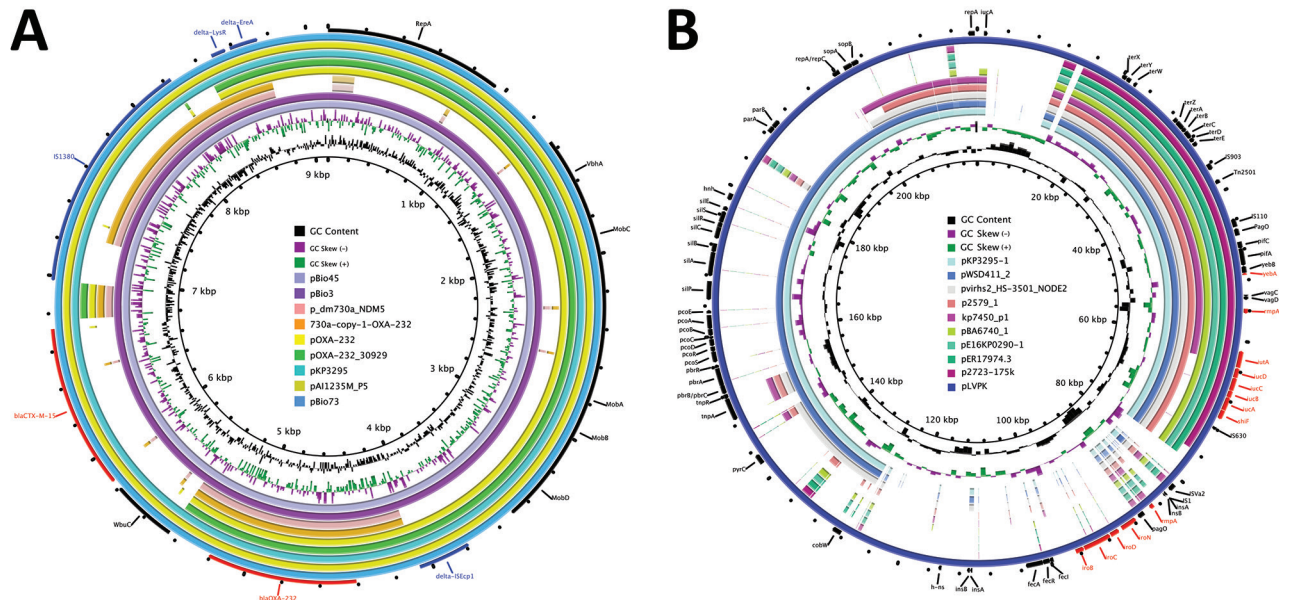 A
delta-EreA
delta-LysR
RepA
IS1380
VbhA
MobC
MobA
MobB
MobD
delta-ISEcp1
blaOXA-232
WbuC
blaCTX-M-15
9 kbp
1 kbp
2 kbp
3 kbp
4 kbp
5 kbp
6 kbp
7 kbp
8 kbp
GC Content
GC Skew (-)
GC Skew (+)
pBio45
pBio3
p_dm730a_NDM5
730a-copy-1-OXA-232
pOXA-232
pOXA-232_30929
pKP3295
pAI1235M_P5
pBio73
B
repA
iucA
terX
terY
terW
terZ
terA
terB
terC
terD
terE
IS903
Tn2501
IS110
PagO
pifC
pifA
yebB
yebA
vagC
vagD
rmpA
iutA
iucD
iucC
iucB
iucA
shiF
IS630
ISVa2
IS1
insA
insB
rmpA
pagO
iroN
iroD
iroC
iroB
fecI
fecR
fecA
insA
insB
h-ns
cobW
pyrC
tnpA
tnpR
pbrB/pbrC
pbrA
pbrR
pcoS
pcoR
pcoD
pcoC
pcoB
pcoA
pcoE
silP
silA
silB
silC
silR
silS
silE
hnh
parA
parB
repA/repC
sopA
sopB
200 kbp
20 kbp
40 kbp
60 kbp
80 kbp
100 kbp
120 kbp
140 kbp
160 kbp
180 kbp
GC Content
GC Skew (-)
GC Skew (+)
pKP3295-1
pWSD411_2
pvirhs2_HS-3501_NODE2
p2579_1
kp7450_p1
pBA6740_1
pE16KP0290-1
pER17974.3
p2723-175k
pLVPK